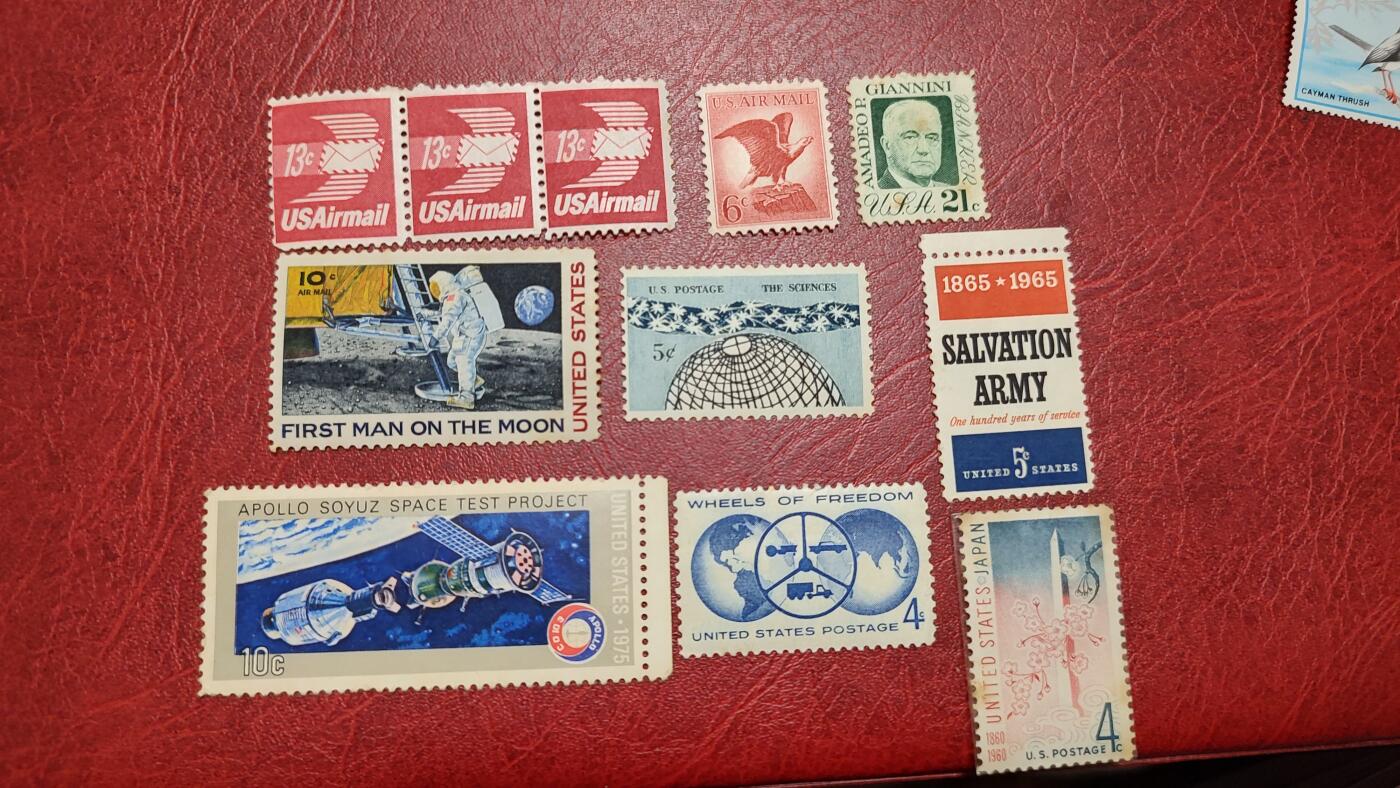 13c
USAirmail
13c
USAirmail
13c
USAirmail
U.S. AIR MAIL
6c
AMADEO P. GIANNINI
BANKER
U.S.A. 21c
CAYMAN THRUSH
10c
AIR MAIL
UNITED STATES
FIRST MAN ON THE MOON
U.S. POSTAGE THE SCIENCES
5¢
1865★1965
SALVATION
ARMY
One hundred years of service
UNITED 5c STATES
APOLLO SOYUZ SPACE TEST PROJECT
UNITED STATES • 1975
APOLLO
СОЮЗ
10c
WHEELS OF FREEDOM
4c
UNITED STATES POSTAGE
UNITED STATES JAPAN
1860
1960
U.S. POSTAGE 4c